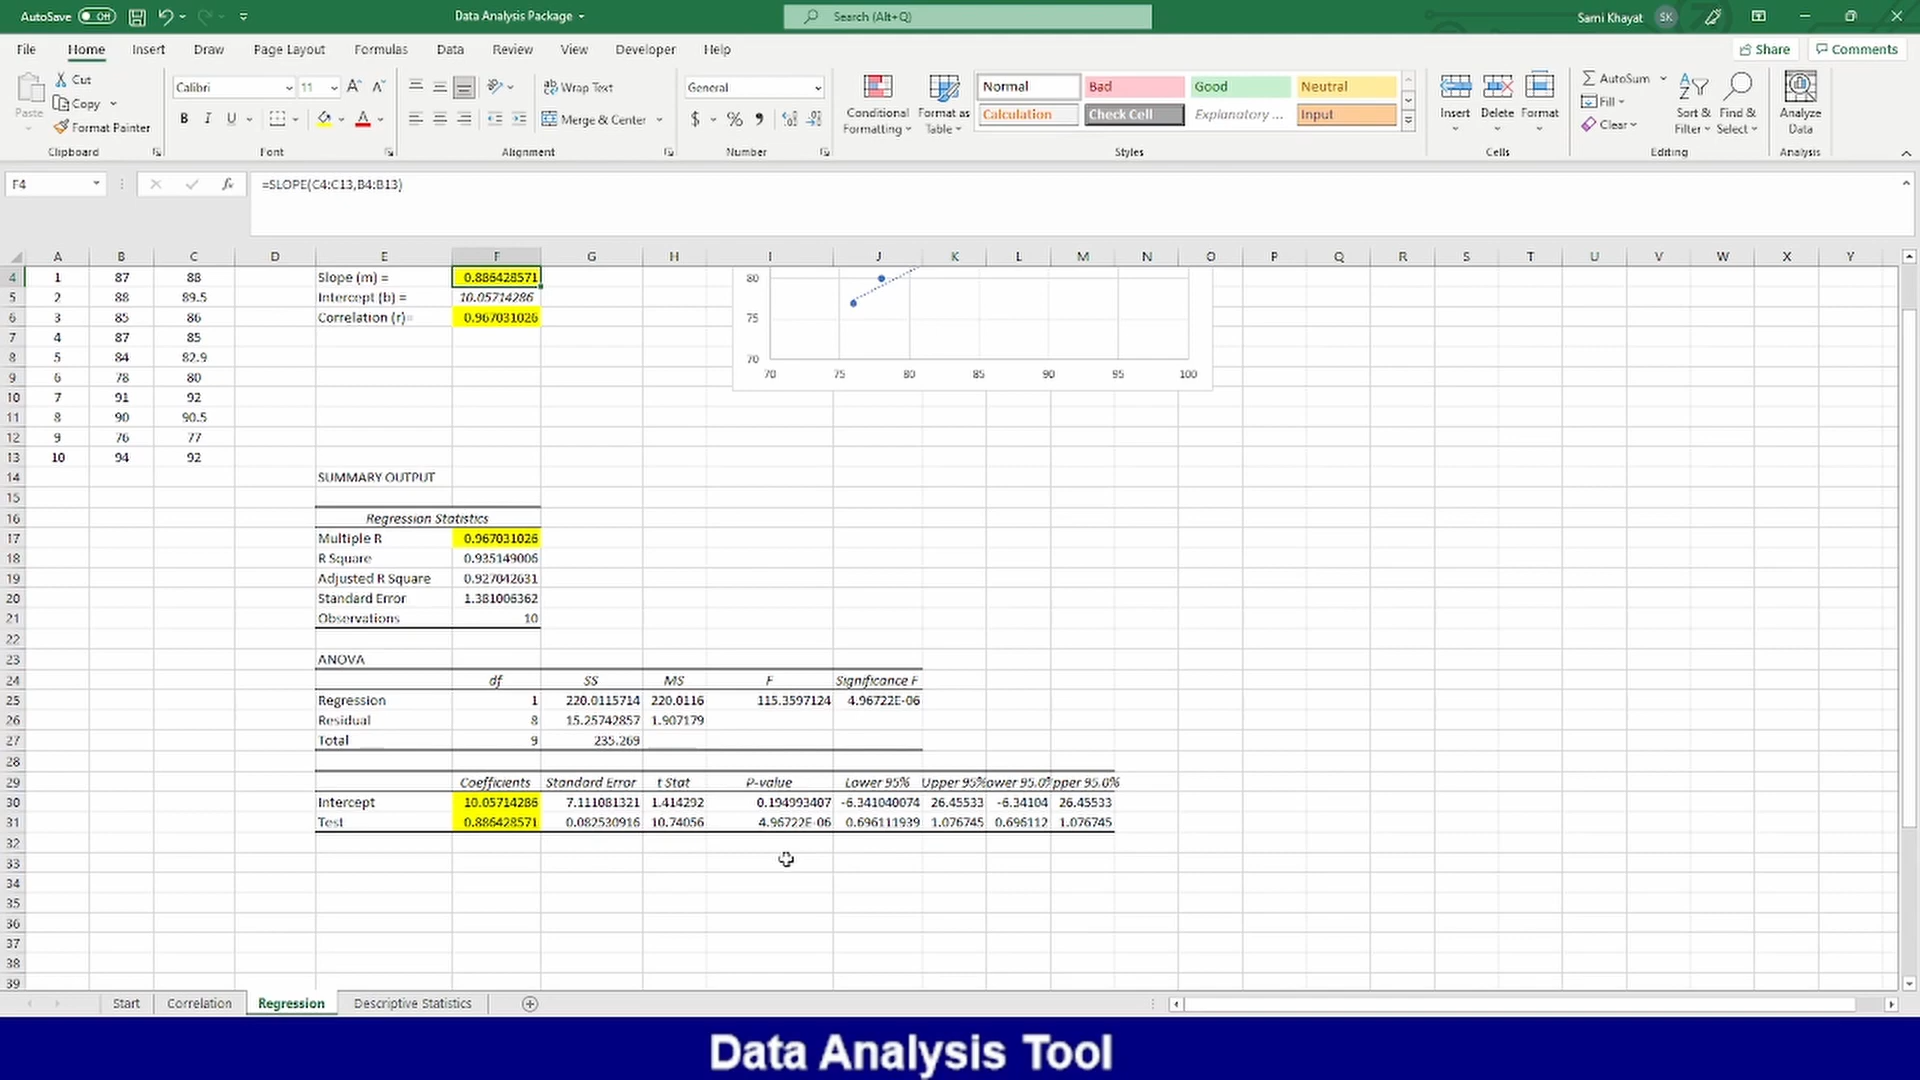 AutoSave Off Data Analysis Package Search (Alt+Q) Sami Khayat SK
File Home Insert Draw Page Layout Formulas Data Review View Developer Help Share Comments
Paste Cut Copy Format Painter Clipboard
Calibri 11 B I U A Font
Wrap Text Merge & Center Alignment
General $ % 9 Number
Conditional Formatting Format as Table
Normal Bad Good Neutral
Calculation Check Cell Explanatory ... Input
Styles
Insert Delete Format Cells
AutoSum Fill Clear Sort & Filter Find & Select Editing
Analyze Data Analysis
F4 fx =SLOPE(C4:C13,B4:B13)
A B C D E F G H I J K L M N O P Q R S T U V W X Y
4 1 87 88 Slope (m) = 0.886428571 80
5 2 88 89.5 Intercept (b) = 10.05714286
6 3 85 86 Correlation (r)= 0.967031026 75
7 4 87 85
8 5 84 82.9 70
9 6 78 80 70 75 80 85 90 95 100
10 7 91 92
11 8 90 90.5
12 9 76 77
13 10 94 92
14 SUMMARY OUTPUT
15
16 Regression Statistics
17 Multiple R 0.967031026
18 R Square 0.935149006
19 Adjusted R Square 0.927042631
20 Standard Error 1.381006362
21 Observations 10
22
23 ANOVA
24 df SS MS F Significance F
25 Regression 1 220.0115714 220.0116 115.3597124 4.96722E-06
26 Residual 8 15.25742857 1.907179
27 Total 9 235.269
28
29 Coefficients Standard Error t Stat P-value Lower 95% Upper 95% ower 95.0% pper 95.0%
30 Intercept 10.05714286 7.111081321 1.414292 0.194993407 -6.341040074 26.45533 -6.34104 26.45533
31 Test 0.886428571 0.082530916 10.74056 4.96722E-06 0.696111939 1.076745 0.696112 1.076745
32
33
34
35
36
37
38
39
Start Correlation Regression Descriptive Statistics
Data Analysis Tool